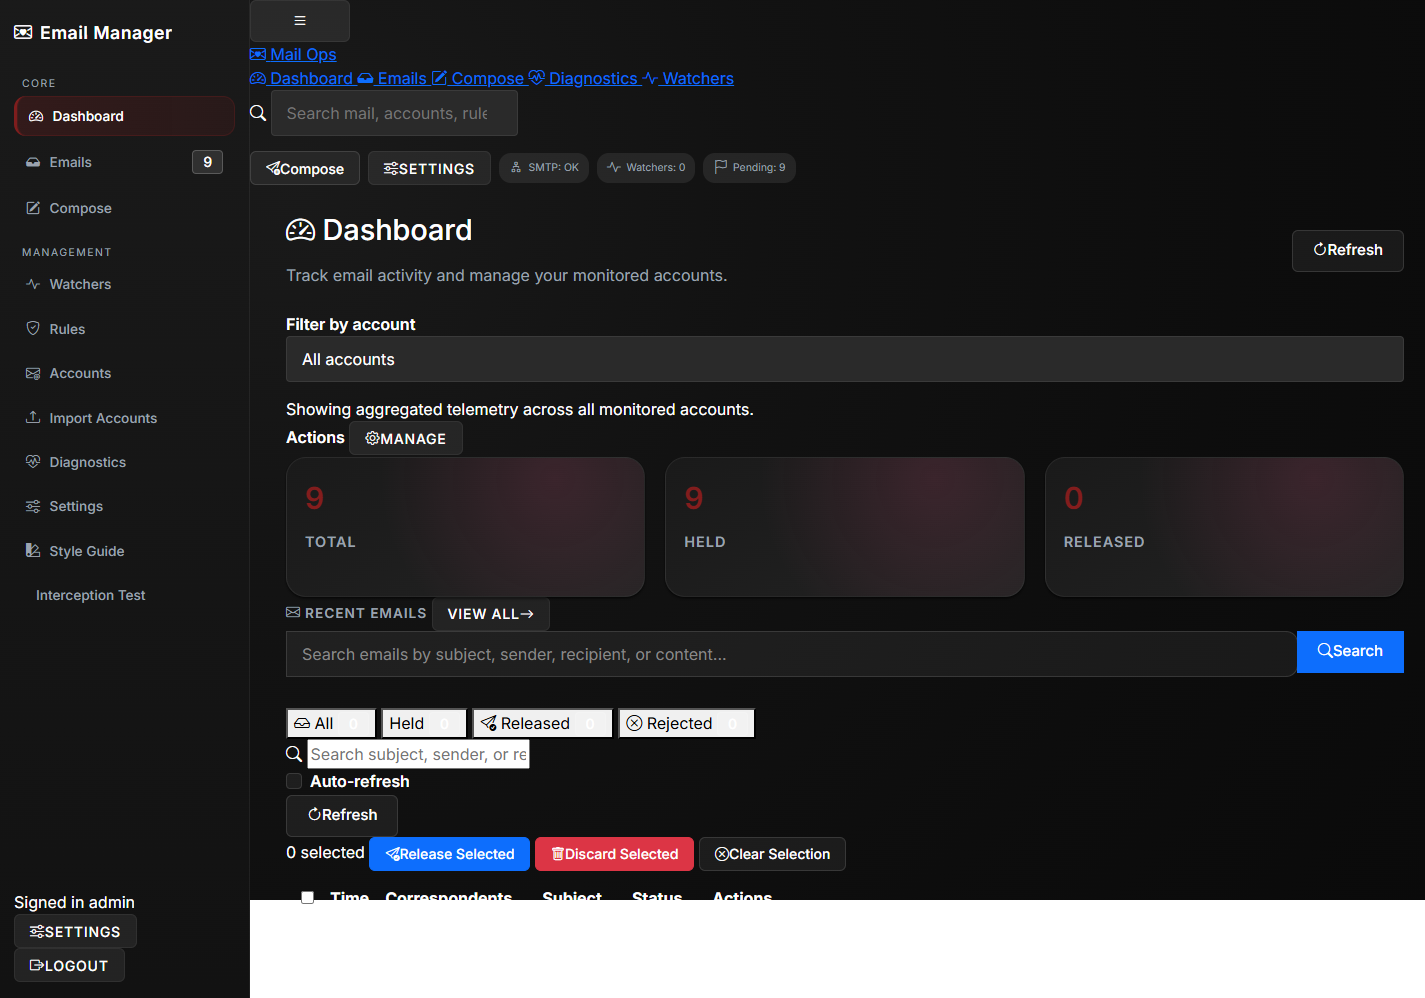 Email Manager
CORE
Dashboard
Emails 9
Compose
MANAGEMENT
Watchers
Rules
Accounts
Import Accounts
Diagnostics
Settings
Style Guide
Interception Test
Signed in admin
SETTINGS
LOGOUT
Mail Ops
Dashboard Emails Compose Diagnostics Watchers
Search mail, accounts, rule
Compose SETTINGS SMTP: OK Watchers: 0 Pending: 9
Dashboard
Track email activity and manage your monitored accounts.
Refresh
Filter by account
All accounts
Showing aggregated telemetry across all monitored accounts.
Actions MANAGE
9 9 0
TOTAL HELD RELEASED
RECENT EMAILS VIEW ALL→
Search emails by subject, sender, recipient, or content...
Search
All 0 Held 0 Released 0 Rejected 0
Search subject, sender, or re
Auto-refresh
Refresh
0 selected Release Selected Discard Selected Clear Selection
Time Correspondents Subject Status Actions